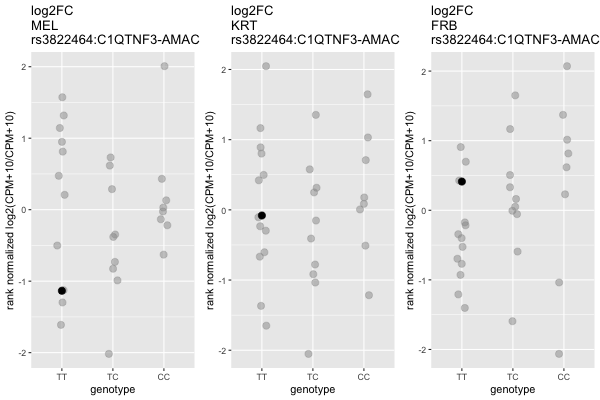 log2FC
MEL
rs3822464:C1QTNF3-AMAC
rank normalized log2(CPM+10/CPM+10)
2
1
0
-1
-2
TT
TC
CC
genotype
log2FC
KRT
rs3822464:C1QTNF3-AMAC
rank normalized log2(CPM+10/CPM+10)
2
1
0
-1
-2
TT
TC
CC
genotype
log2FC
FRB
rs3822464:C1QTNF3-AMAC
rank normalized log2(CPM+10/CPM+10)
2
1
0
-1
-2
TT
TC
CC
genotype